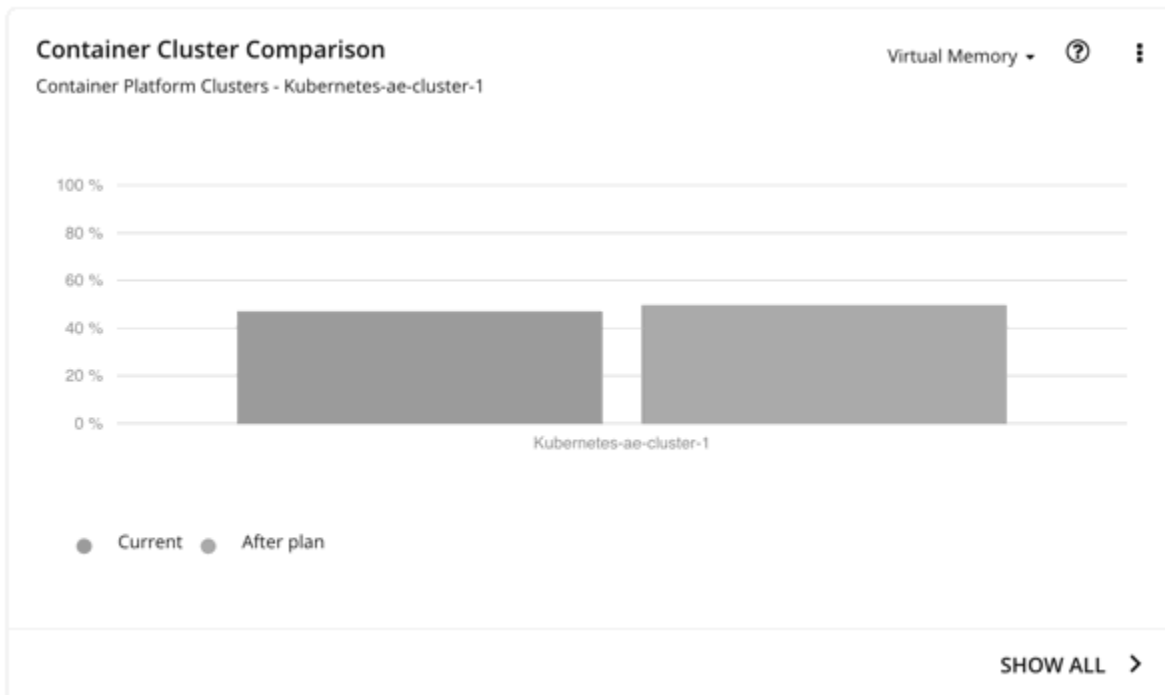 Container Cluster Comparison
Virtual Memory
Container Platform Clusters - Kubernetes-ae-cluster-1
100 %
80 %
60 %
40 %
20 %
0 %
Kubernetes-ae-cluster-1
Current After plan
SHOW ALL